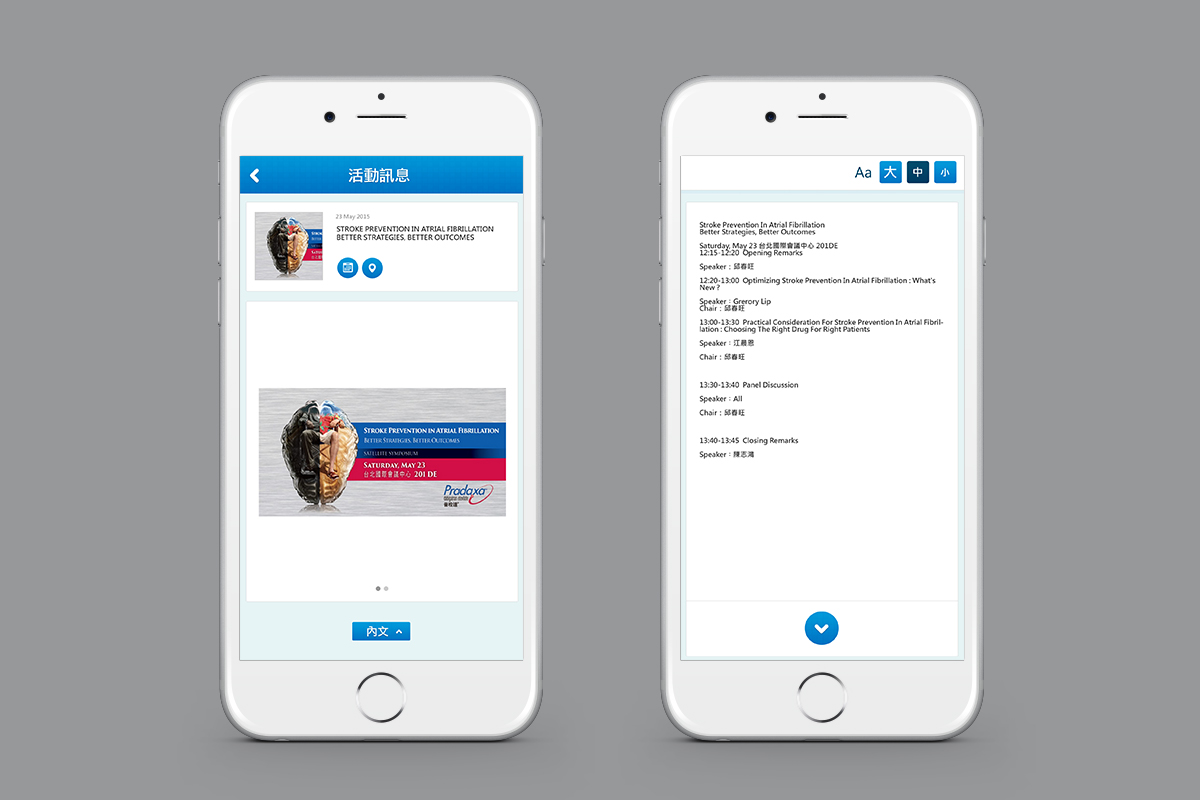 活動訊息
23 May 2015
STROKE PREVENTION IN ATRIAL FIBRILLATION
BETTER STRATEGIES, BETTER OUTCOMES
STROKE PREVENTION IN ATRIAL FIBRILLATION
BETTER STRATEGIES, BETTER OUTCOMES
SATELLITE SYMPOSIUM
SATURDAY, MAY 23
台北國際會議中心 201 DE
Pradaxa
內文
Aa 大 中 小
Stroke Prevention In Atrial Fibrillation
Better Strategies, Better Outcomes
Saturday, May 23 台北國際會議中心 201DE
12:15-12:20 Opening Remarks
Speaker：邱春旺
12:20-13:00 Optimizing Stroke Prevention In Atrial Fibrillation : What's
New ?
Speaker：Grerory Lip
Chair：邱春旺
13:00-13:30 Practical Consideration For Stroke Prevention In Atrial Fibril-
lation : Choosing The Right Drug For Right Patients
Speaker：江晨恩
Chair：邱春旺
13:30-13:40 Panel Discussion
Speaker：All
Chair：邱春旺
13:40-13:45 Closing Remarks
Speaker：陳志鴻